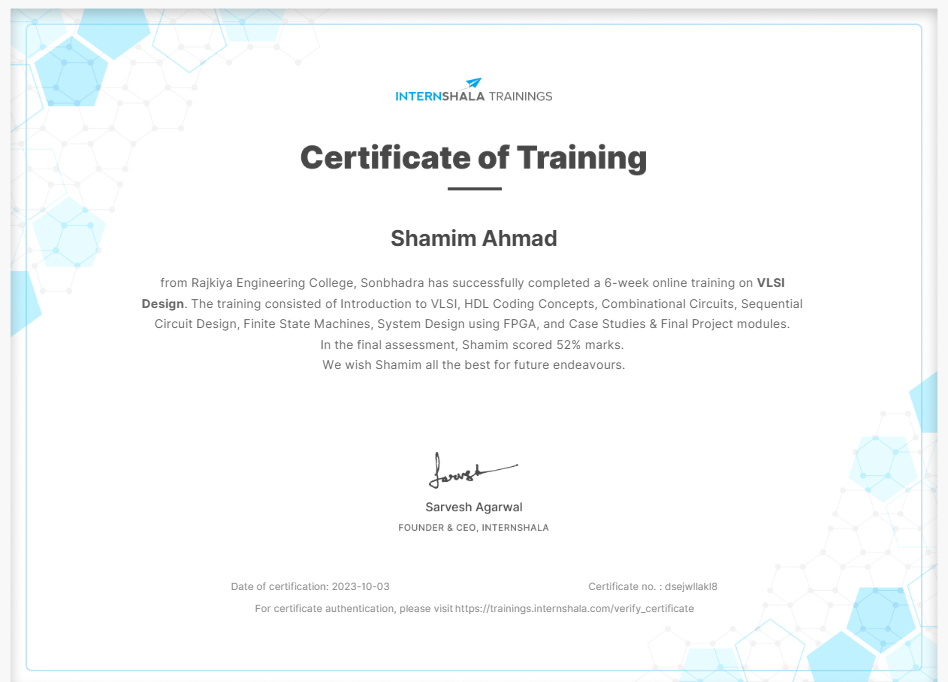 INTERNSHALA TRAININGS
Certificate of Training
Shamim Ahmad
from Rajkiya Engineering College, Sonbhadra has successfully completed a 6-week online training on VLSI
Design. The training consisted of Introduction to VLSI, HDL Coding Concepts, Combinational Circuits, Sequential
Circuit Design, Finite State Machines, System Design using FPGA, and Case Studies & Final Project modules.
In the final assessment, Shamim scored 52% marks.
We wish Shamim all the best for future endeavours.
Sarvesh
Sarvesh Agarwal
FOUNDER & CEO, INTERNSHALA
Date of certification: 2023-10-03
Certificate no. : dsejwllakl8
For certificate authentication, please visit https://trainings.internshala.com/verify_certificate